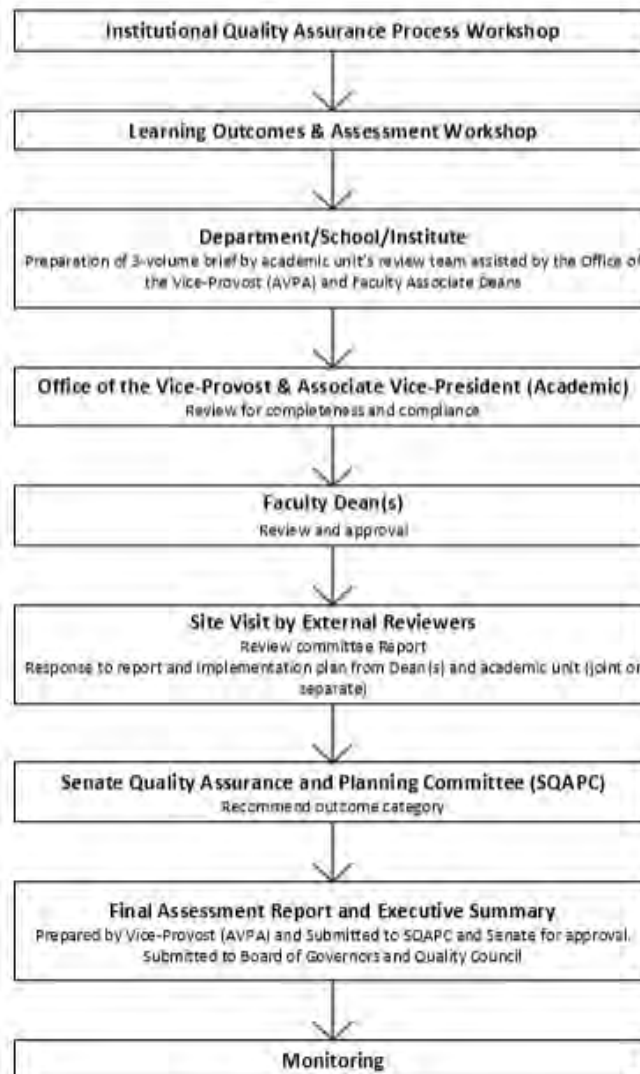 Institutional Quality Assurance Process Workshop
Learning Outcomes & Assessment Workshop
Department/School/Institute
Preparation of 3-volume brief by academic unit's review team assisted by the Office of
the Vice-Provost (AVPA) and Faculty Associate Deans
Office of the Vice-Provost & Associate Vice-President (Academic)
Review for completeness and compliance
Faculty Dean(s)
Review and approval
Site Visit by External Reviewers
Review committee Report
Response to report and implementation plan from Dean(s) and academic unit (joint or
separate)
Senate Quality Assurance and Planning Committee (SQAPC)
Recommend outcome category
Final Assessment Report and Executive Summary
Prepared by Vice-Provost (AVPA) and Submitted to SQAPC and Senate for approval.
Submitted to Board of Governors and Quality Council
Monitoring